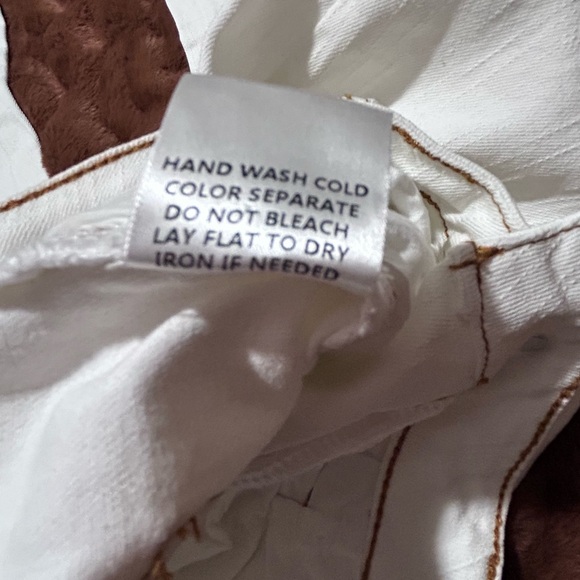 HAND WASH COLD
COLOR SEPARATE
DO NOT BLEACH
LAY FLAT TO DRY
IRON IF NEEDED